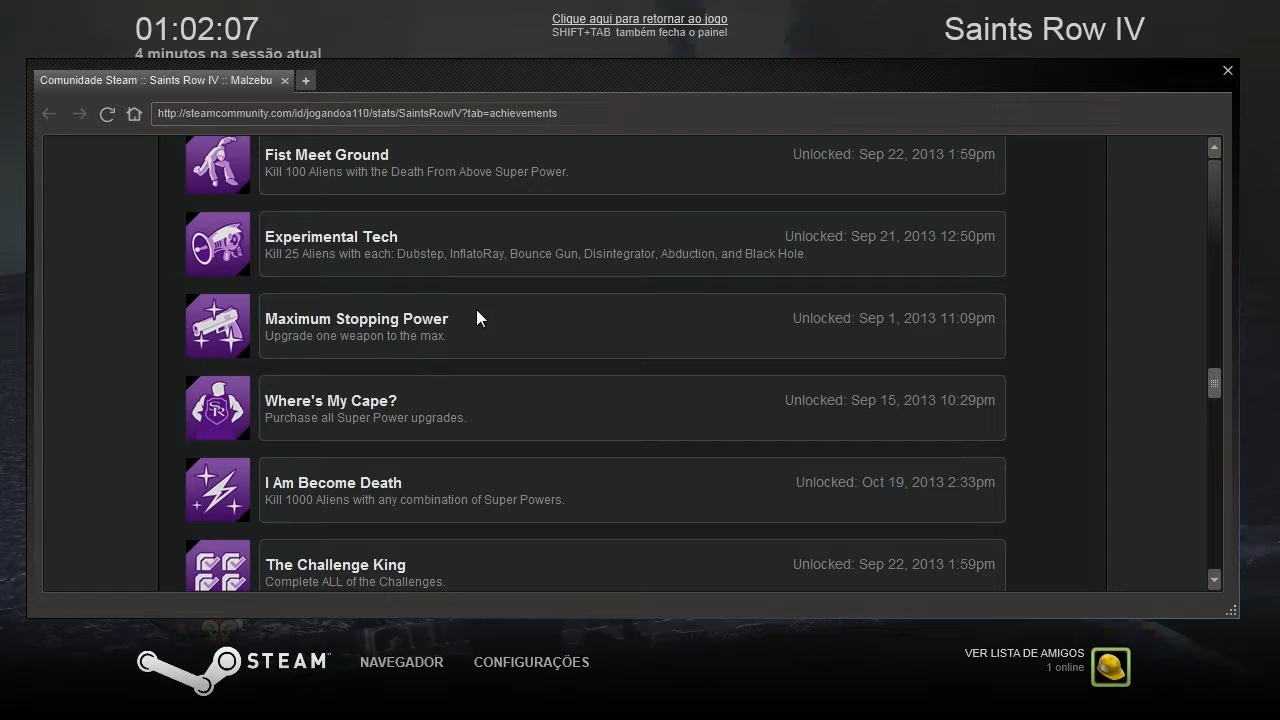 01:02:07
4 minutos na sessão atual
Clique aqui para retornar ao jogo
SHIFT+TAB também fecha o painel
Saints Row IV
Comunidade Steam :: Saints Row IV :: Malzebu
http://steamcommunity.com/id/jogandoa110/stats/SaintsRowIV?tab=achievements
Fist Meet Ground
Unlocked: Sep 22, 2013 1:59pm
Kill 100 Aliens with the Death From Above Super Power.
Experimental Tech
Unlocked: Sep 21, 2013 12:50pm
Kill 25 Aliens with each: Dubstep, InflatoRay, Bounce Gun, Disintegrator, Abduction, and Black Hole.
Maximum Stopping Power
Unlocked: Sep 1, 2013 11:09pm
Upgrade one weapon to the max.
Where's My Cape?
Unlocked: Sep 15, 2013 10:29pm
Purchase all Super Power upgrades.
I Am Become Death
Unlocked: Oct 19, 2013 2:33pm
Kill 1000 Aliens with any combination of Super Powers.
The Challenge King
Unlocked: Sep 22, 2013 1:59pm
Complete ALL of the Challenges.
STEAM™
NAVEGADOR
CONFIGURAÇÕES
VER LISTA DE AMIGOS
1 online